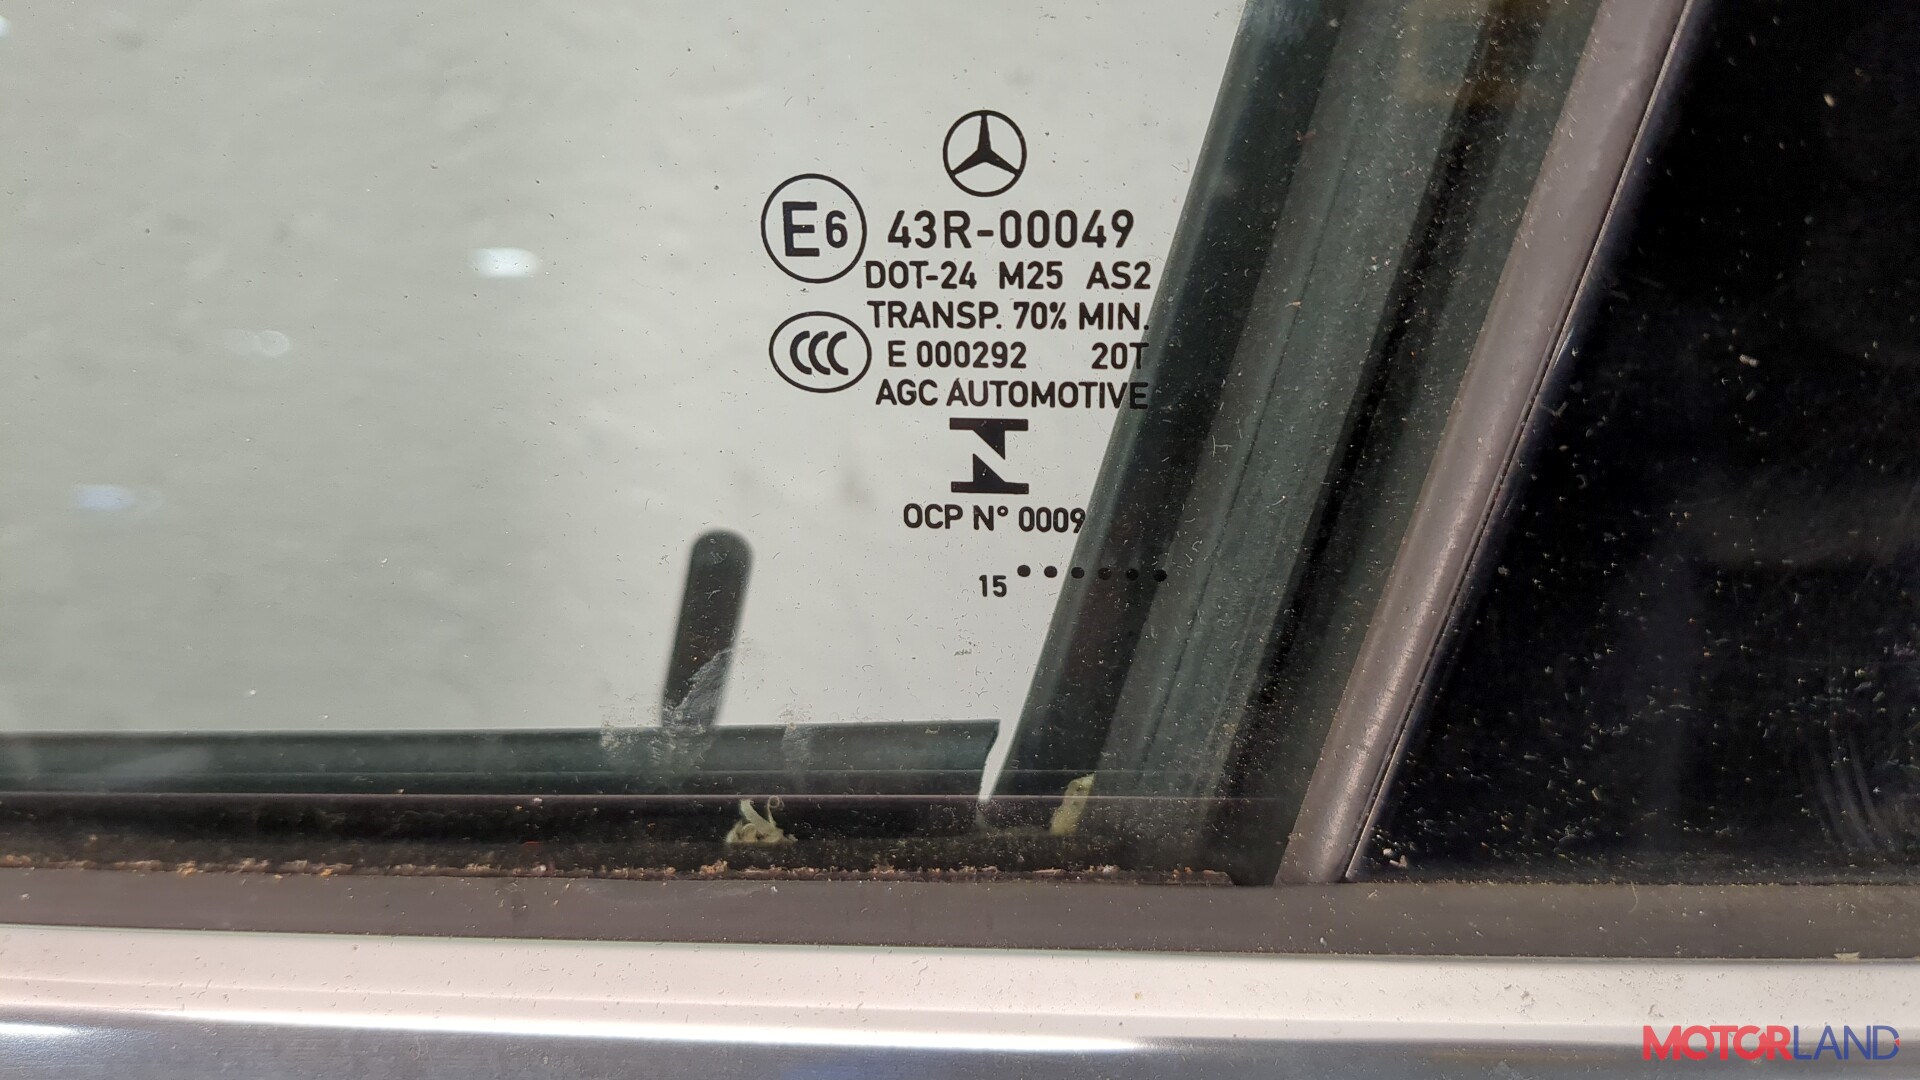 E6 43R-00049
DOT-24 M25 AS2
TRANSP. 70% MIN.
CCC E 000292 20T
AGC AUTOMOTIVE
OCP N° 0009
15 ••••••
MOTORLAND